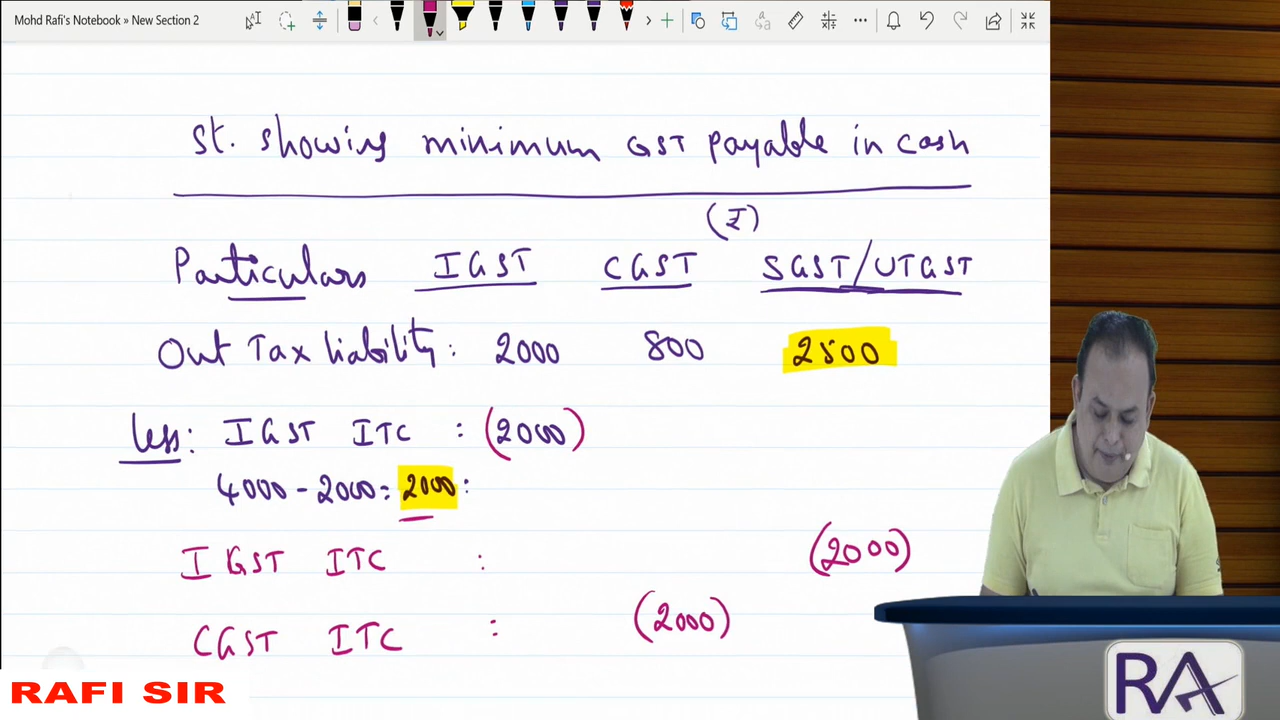 Mohd Rafi's Notebook » New Section 2
St. showing minimum GST payable in cash
(₹)
Particulars IGST CGST SGST/UTGST
Out Tax liability: 2000 800 2500
less: IGST ITC : (2000)
4000 - 2000 = 2000 :
IGST ITC : (2000)
CGST ITC : (2000)
RAFI SIR
RA